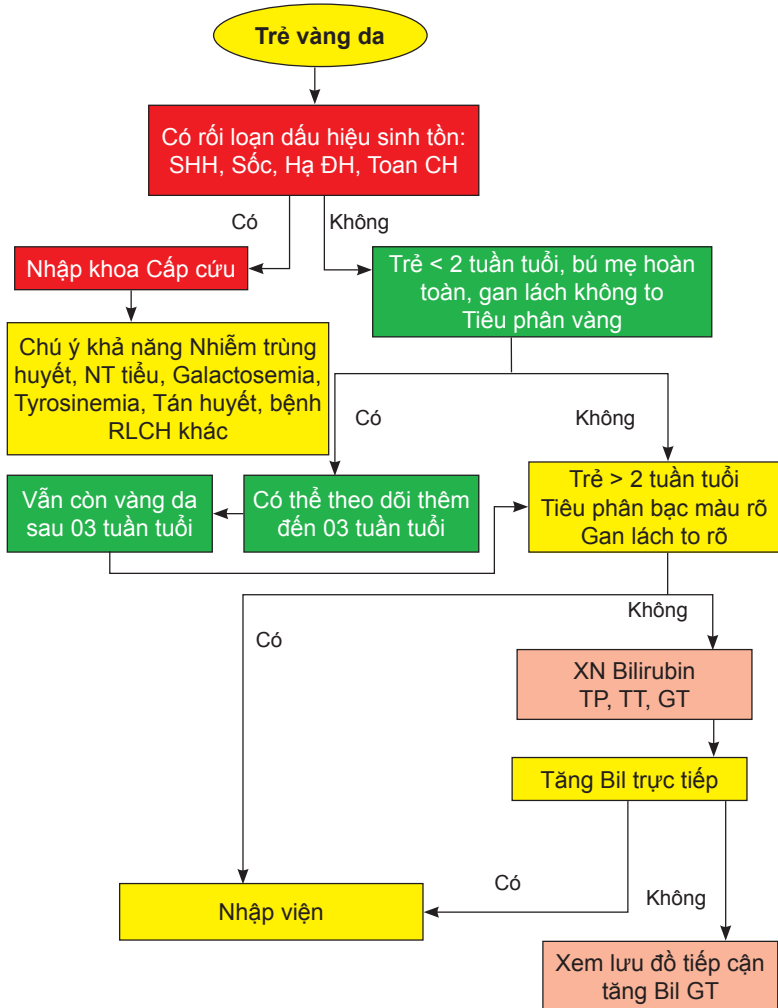 Trẻ vàng da
Có rối loạn dấu hiệu sinh tồn:
SHH, Sốc, Hạ ĐH, Toan CH
Có
Không
Nhập khoa Cấp cứu
Trẻ < 2 tuần tuổi, bú mẹ hoàn
toàn, gan lách không to
Tiêu phân vàng
Chú ý khả năng Nhiễm trùng
huyết, NT tiểu, Galactosemia,
Tyrosinemia, Tán huyết, bệnh
RLCH khác
Có
Không
Vẫn còn vàng da
sau 03 tuần tuổi
Có thể theo dõi thêm
đến 03 tuần tuổi
Trẻ > 2 tuần tuổi
Tiêu phân bạc màu rõ
Gan lách to rõ
Có
Không
XN Bilirubin
TP, TT, GT
Tăng Bil trực tiếp
Có
Không
Nhập viện
Xem lưu đồ tiếp cận
tăng Bil GT